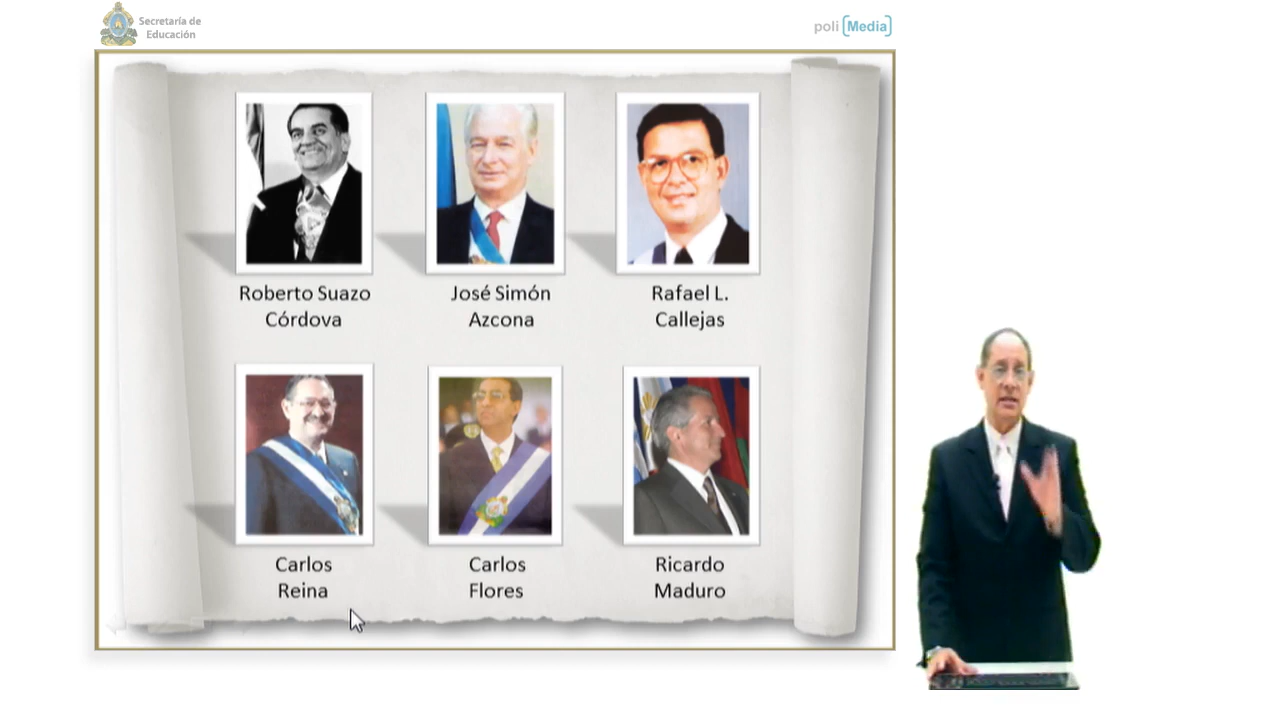 Secretaría de
Educación
poli [Media]
Roberto Suazo
Córdova
José Simón
Azcona
Rafael L.
Callejas
Carlos
Reina
Carlos
Flores
Ricardo
Maduro